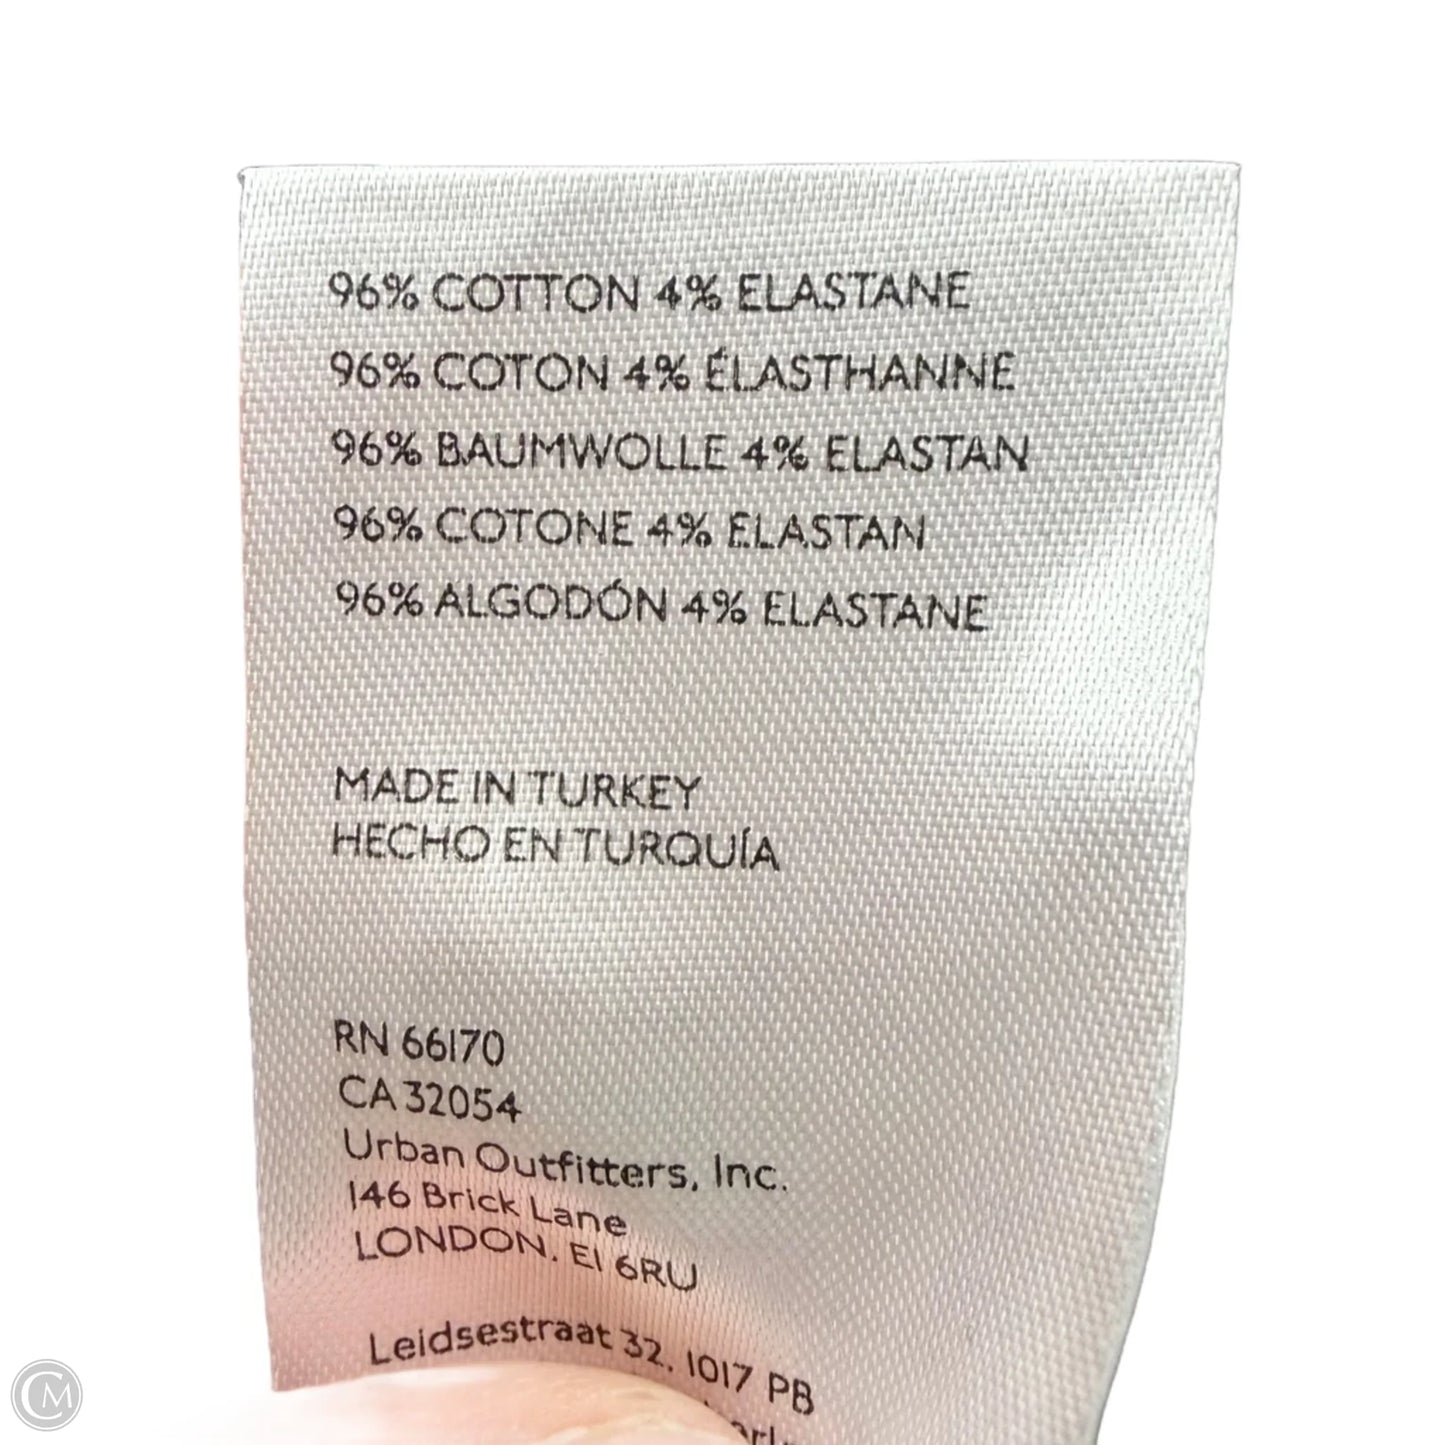 96% COTTON 4% ELASTANE
96% COTON 4% ÉLASTHANNE
96% BAUMWOLLE 4% ELASTAN
96% COTONE 4% ELASTAN
96% ALGODÓN 4% ELASTANE
MADE IN TURKEY
HECHO EN TURQUÍA
RN 66170
CA 32054
Urban Outfitters, Inc.
146 Brick Lane
LONDON. E1 6RU
Leidsestraat 32. 1017 PB
CM